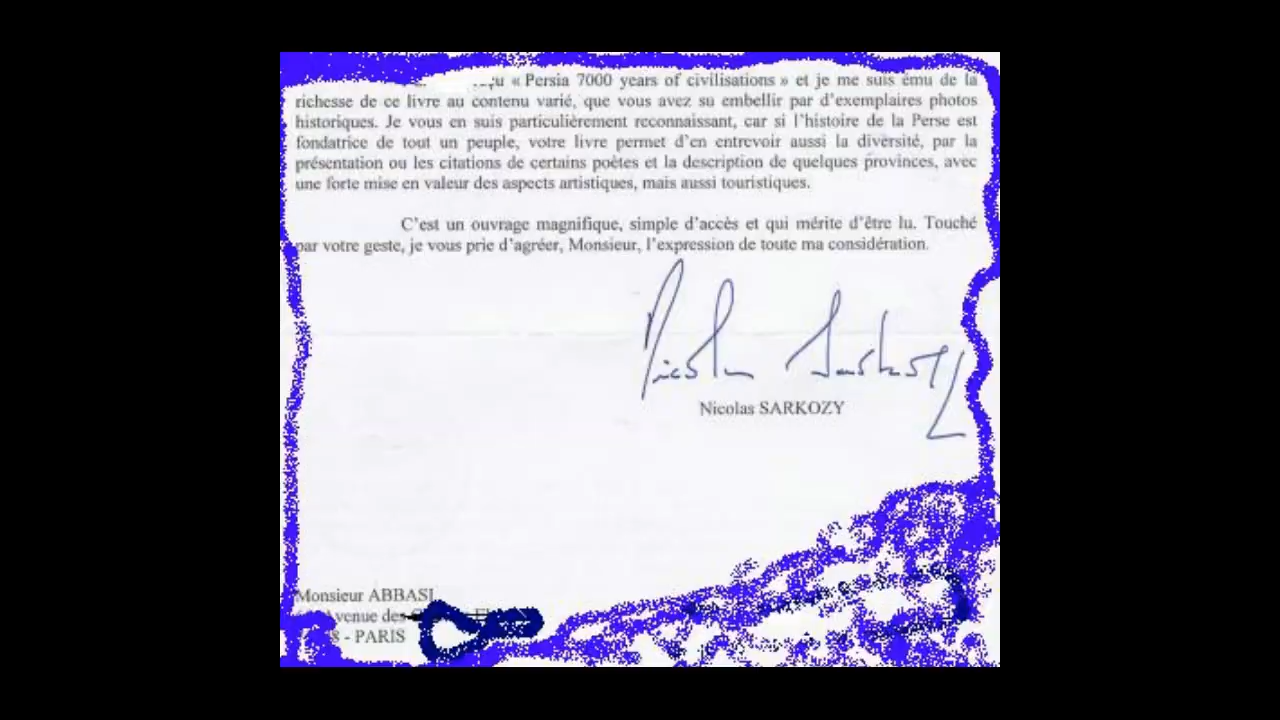 « Persia 7000 years of civilisations » et je me suis ému de la
richesse de ce livre au contenu varié, que vous avez su embellir par d'exemplaires photos
historiques. Je vous en suis particulièrement reconnaissant, car si l'histoire de la Perse est
fondatrice de tout un peuple, votre livre permet d'en entrevoir aussi la diversité, par la
présentation ou les citations de certains poètes et la description de quelques provinces, avec
une forte mise en valeur des aspects artistiques, mais aussi touristiques.
C'est un ouvrage magnifique, simple d'accès et qui mérite d'être lu. Touché
par votre geste, je vous prie d'agréer, Monsieur, l'expression de toute ma considération.
Nicolas Sarkozy
Nicolas SARKOZY
Monsieur ABBASI
des
- PARIS